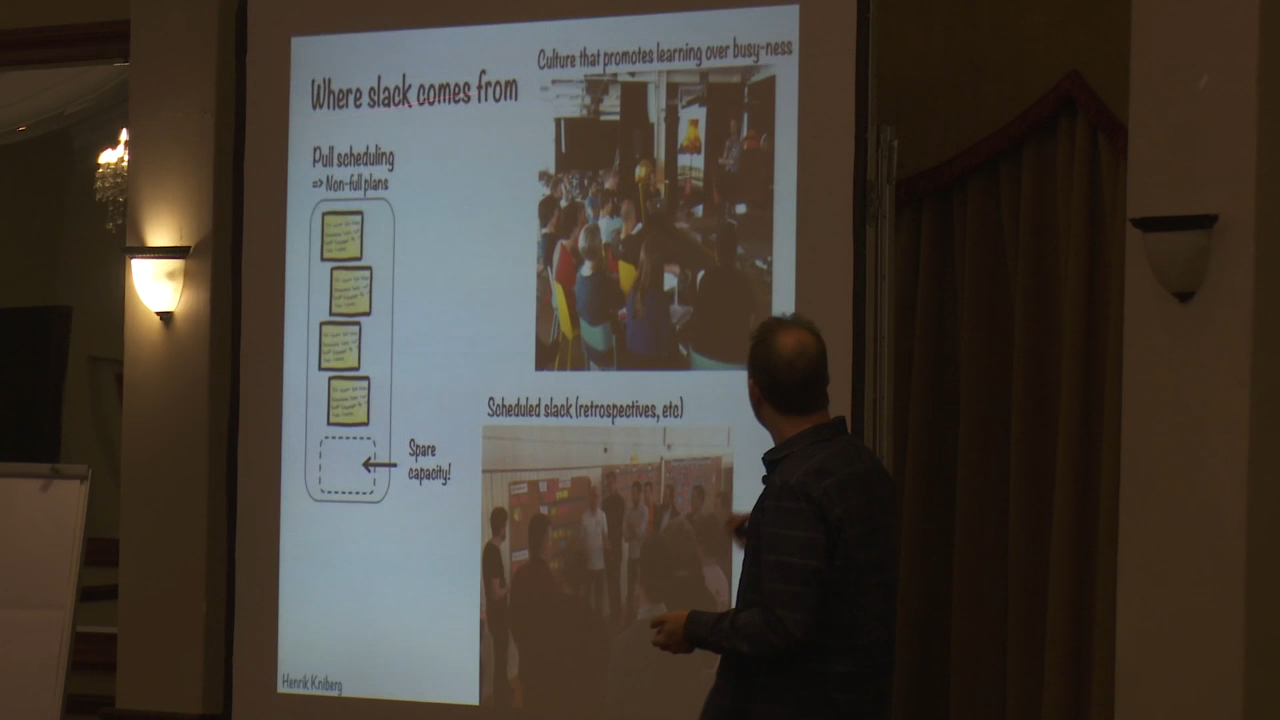 Culture that promotes learning over busy-ness
Where slack comes from
Pull scheduling
=> Non-full plans
Spare
capacity!
Scheduled slack (retrospectives, etc)
Henrik Kniberg